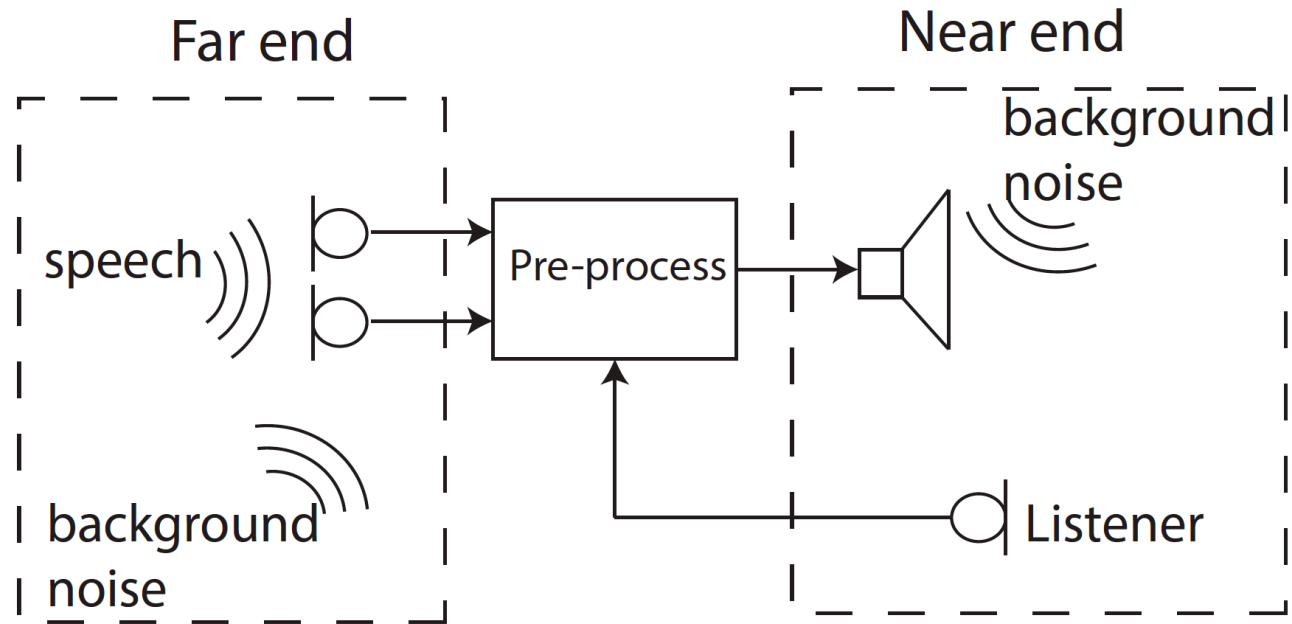 Far end
Near end
background
noise
speech
Pre-process
background
noise
Listener